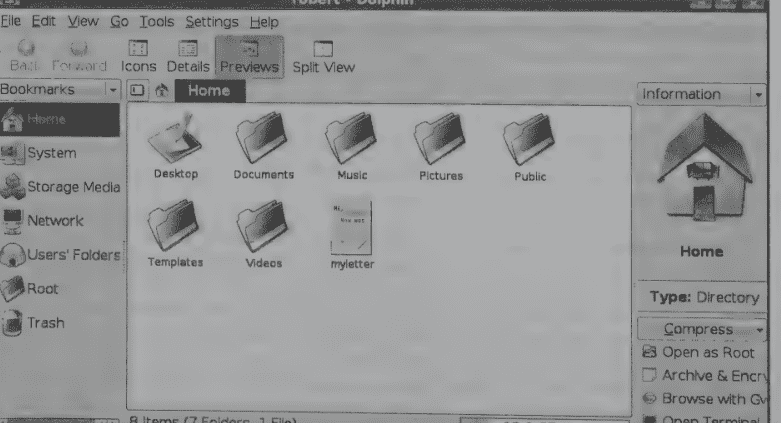 robert - Dolphin
File Edit View Go Tools Settings Help
Back Forward Icons Details Previews Split View
Bookmarks
Home
System
Storage Media
Network
Users' Folders
Root
Trash
Home
Desktop Documents Music Pictures Public
Templates Videos myletter
8 Items (7 Folders, 1 File)
Information
Home
Type: Directory
Compress
Open as Root
Archive & Encry
Browse with Gv
Open Terminal